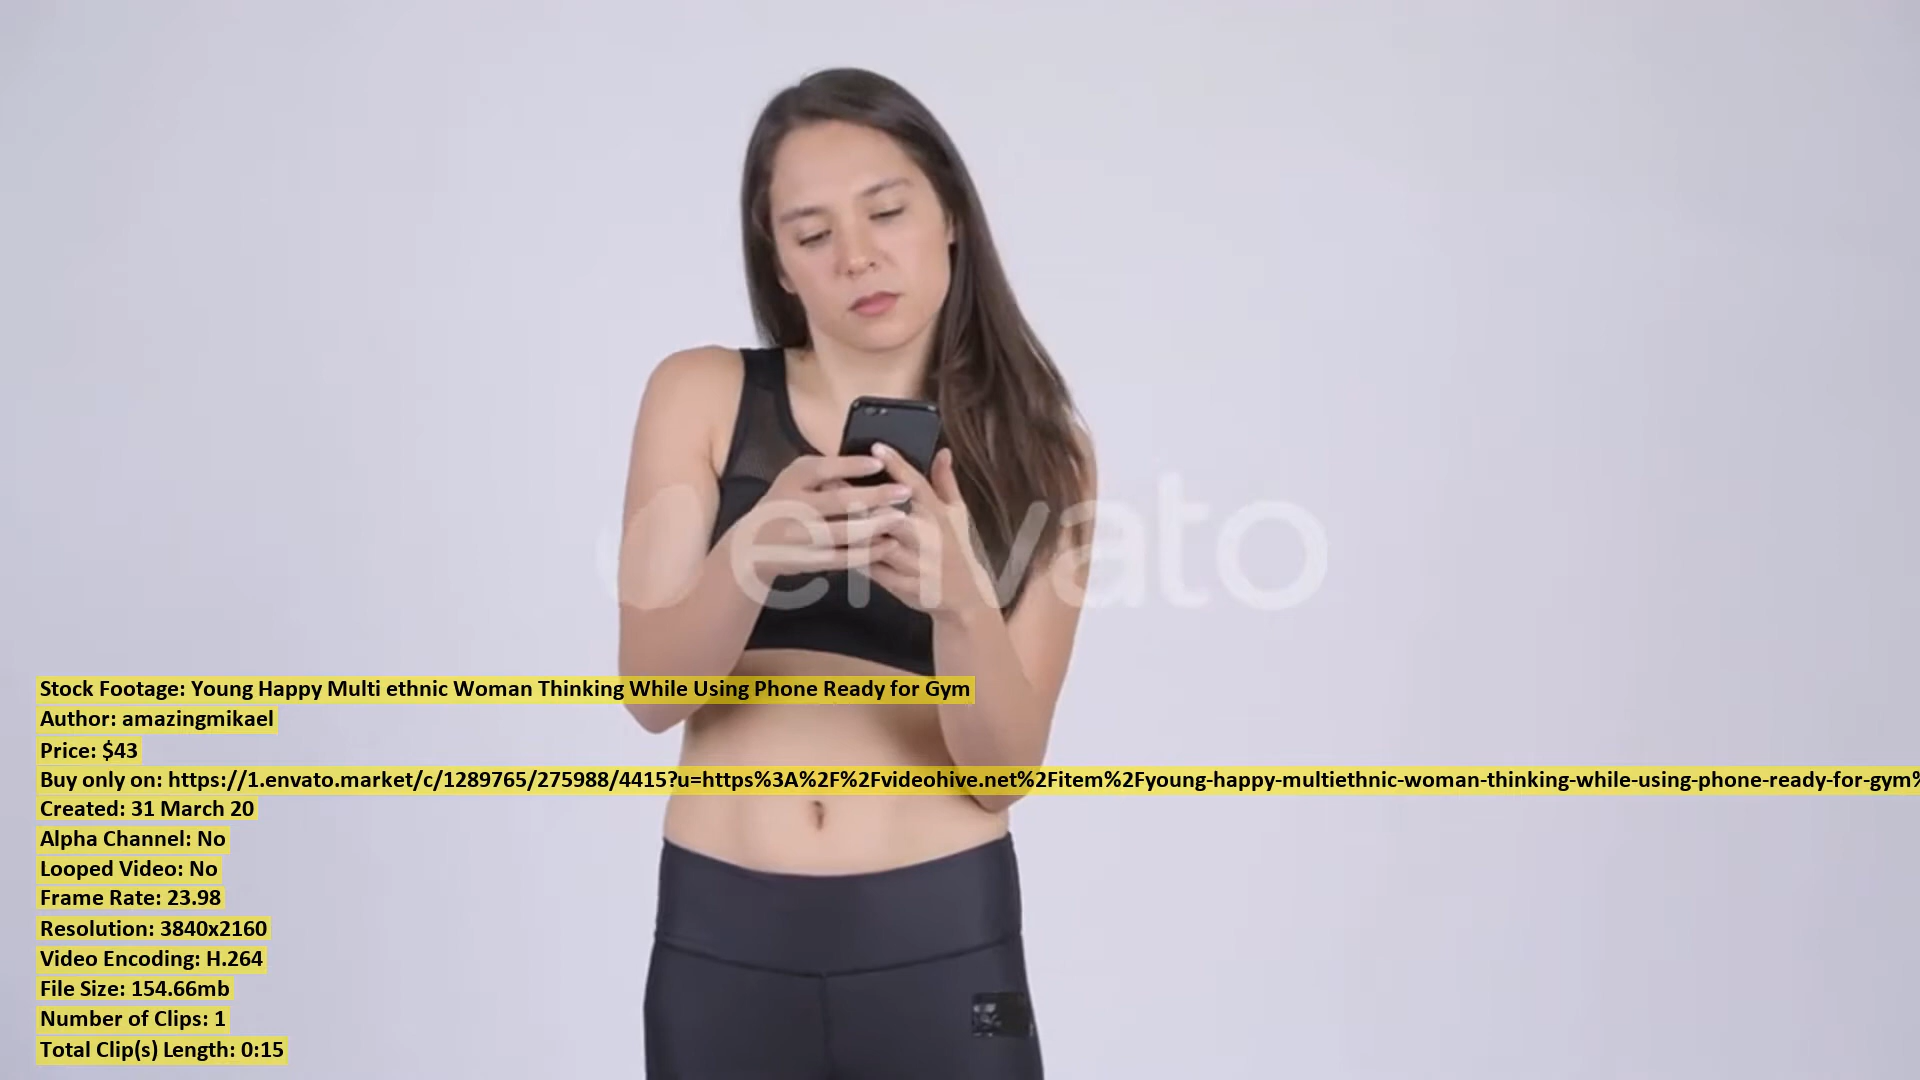 envato
Stock Footage: Young Happy Multi ethnic Woman Thinking While Using Phone Ready for Gym
Author: amazingmikael
Price: $43
Buy only on: https://1.envato.market/c/1289765/275988/4415?u=https%3A%2F%2Fvideohive.net%2Fitem%2Fyoung-happy-multiethnic-woman-thinking-while-using-phone-ready-for-gym%
Created: 31 March 20
Alpha Channel: No
Looped Video: No
Frame Rate: 23.98
Resolution: 3840x2160
Video Encoding: H.264
File Size: 154.66mb
Number of Clips: 1
Total Clip(s) Length: 0:15